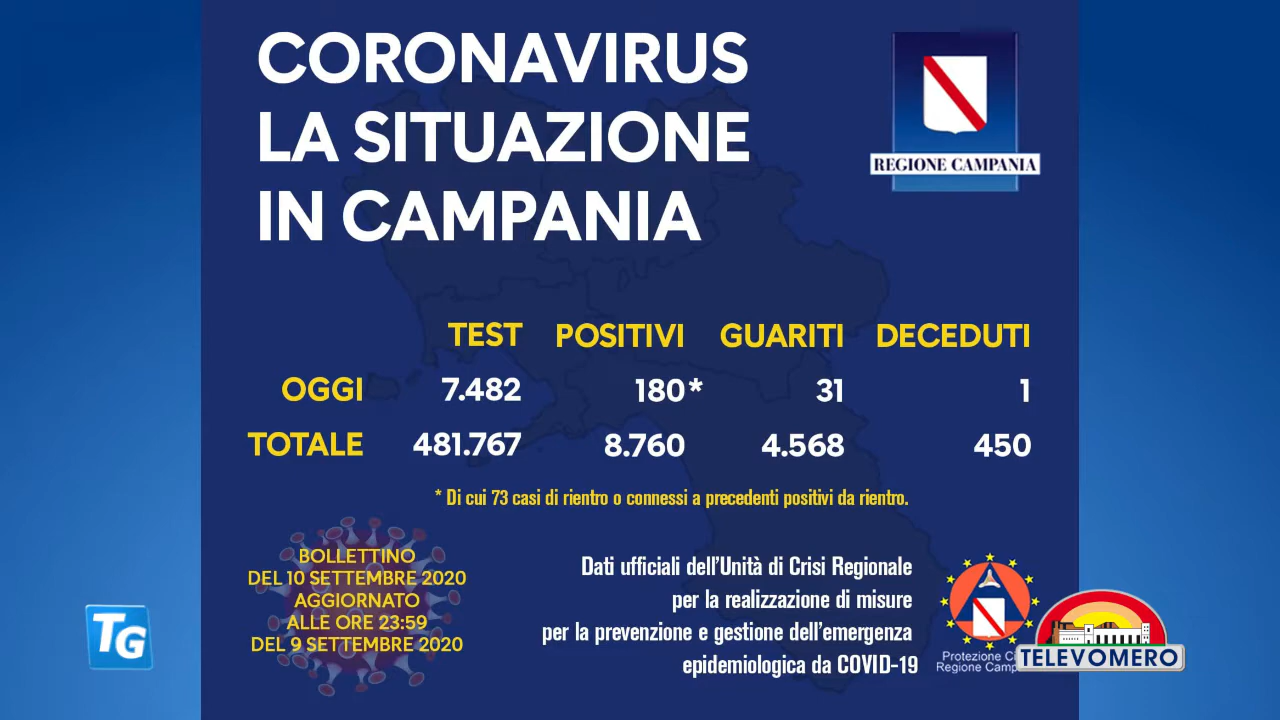 CORONAVIRUS
LA SITUAZIONE
IN CAMPANIA
REGIONE CAMPANIA
TEST POSITIVI GUARITI DECEDUTI
OGGI 7.482 180* 31 1
TOTALE 481.767 8.760 4.568 450
* Di cui 73 casi di rientro o connessi a precedenti positivi da rientro.
BOLLETTINO
DEL 10 SETTEMBRE 2020
AGGIORNATO
ALLE ORE 23:59
DEL 9 SETTEMBRE 2020
Dati ufficiali dell'Unità di Crisi Regionale
per la realizzazione di misure
per la prevenzione e gestione dell'emergenza
epidemiologica da COVID-19
Protezione
Regione
TG
TELEVOMERO